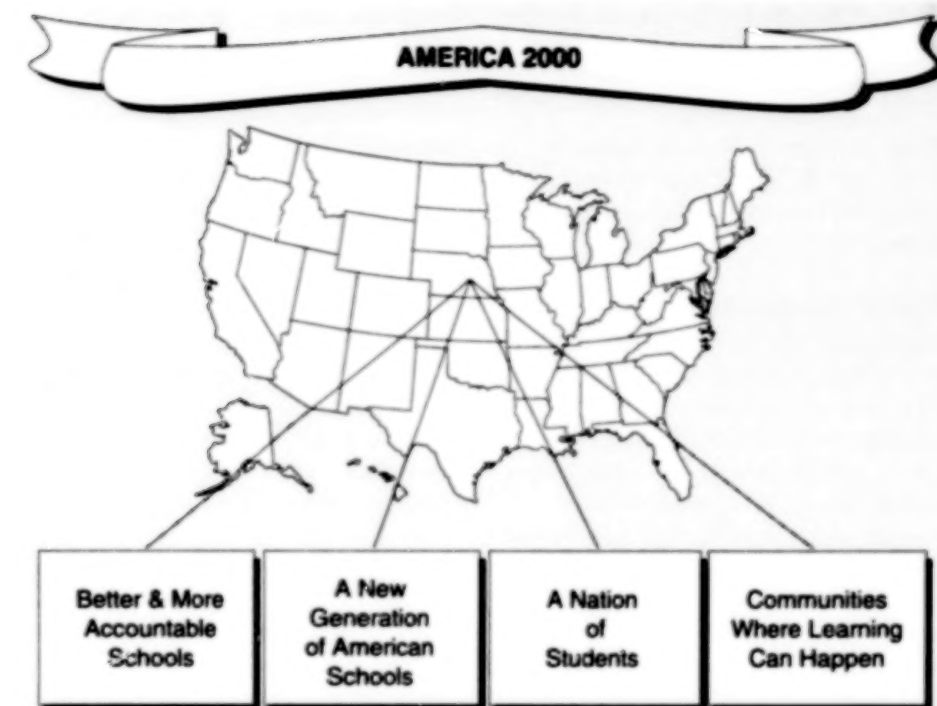 AMERICA 2000
Better & More
Accountable
Schools
A New
Generation
of American
Schools
A Nation
of
Students
Communities
Where Learning
Can Happen